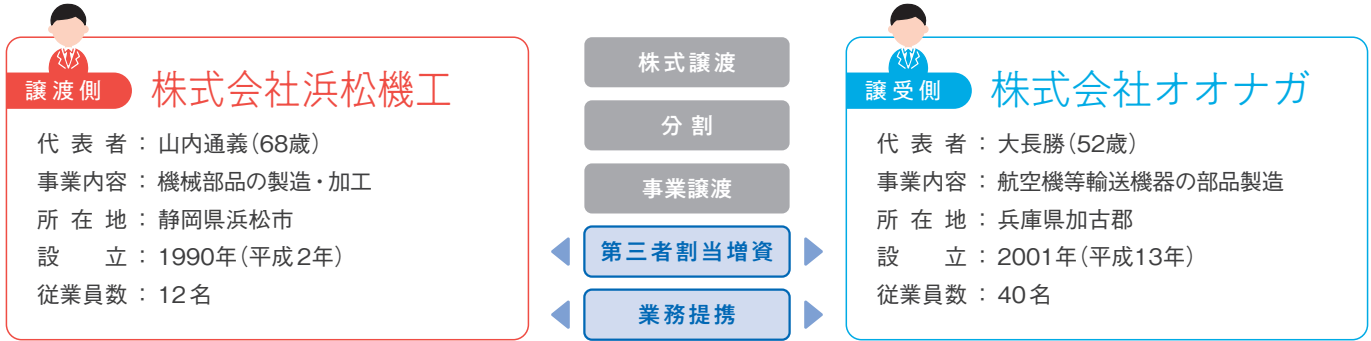 譲渡側 株式会社浜松機工
代表者：山内通義（68歳）
事業内容：機械部品の製造・加工
所在地：静岡県浜松市
設立：1990年（平成2年）
従業員数：12名
株式譲渡
分割
事業譲渡
第三者割当増資
業務提携
譲受側 株式会社オオナガ
代表者：大長勝（52歳）
事業内容：航空機等輸送機器の部品製造
所在地：兵庫県加古郡
設立：2001年（平成13年）
従業員数：40名